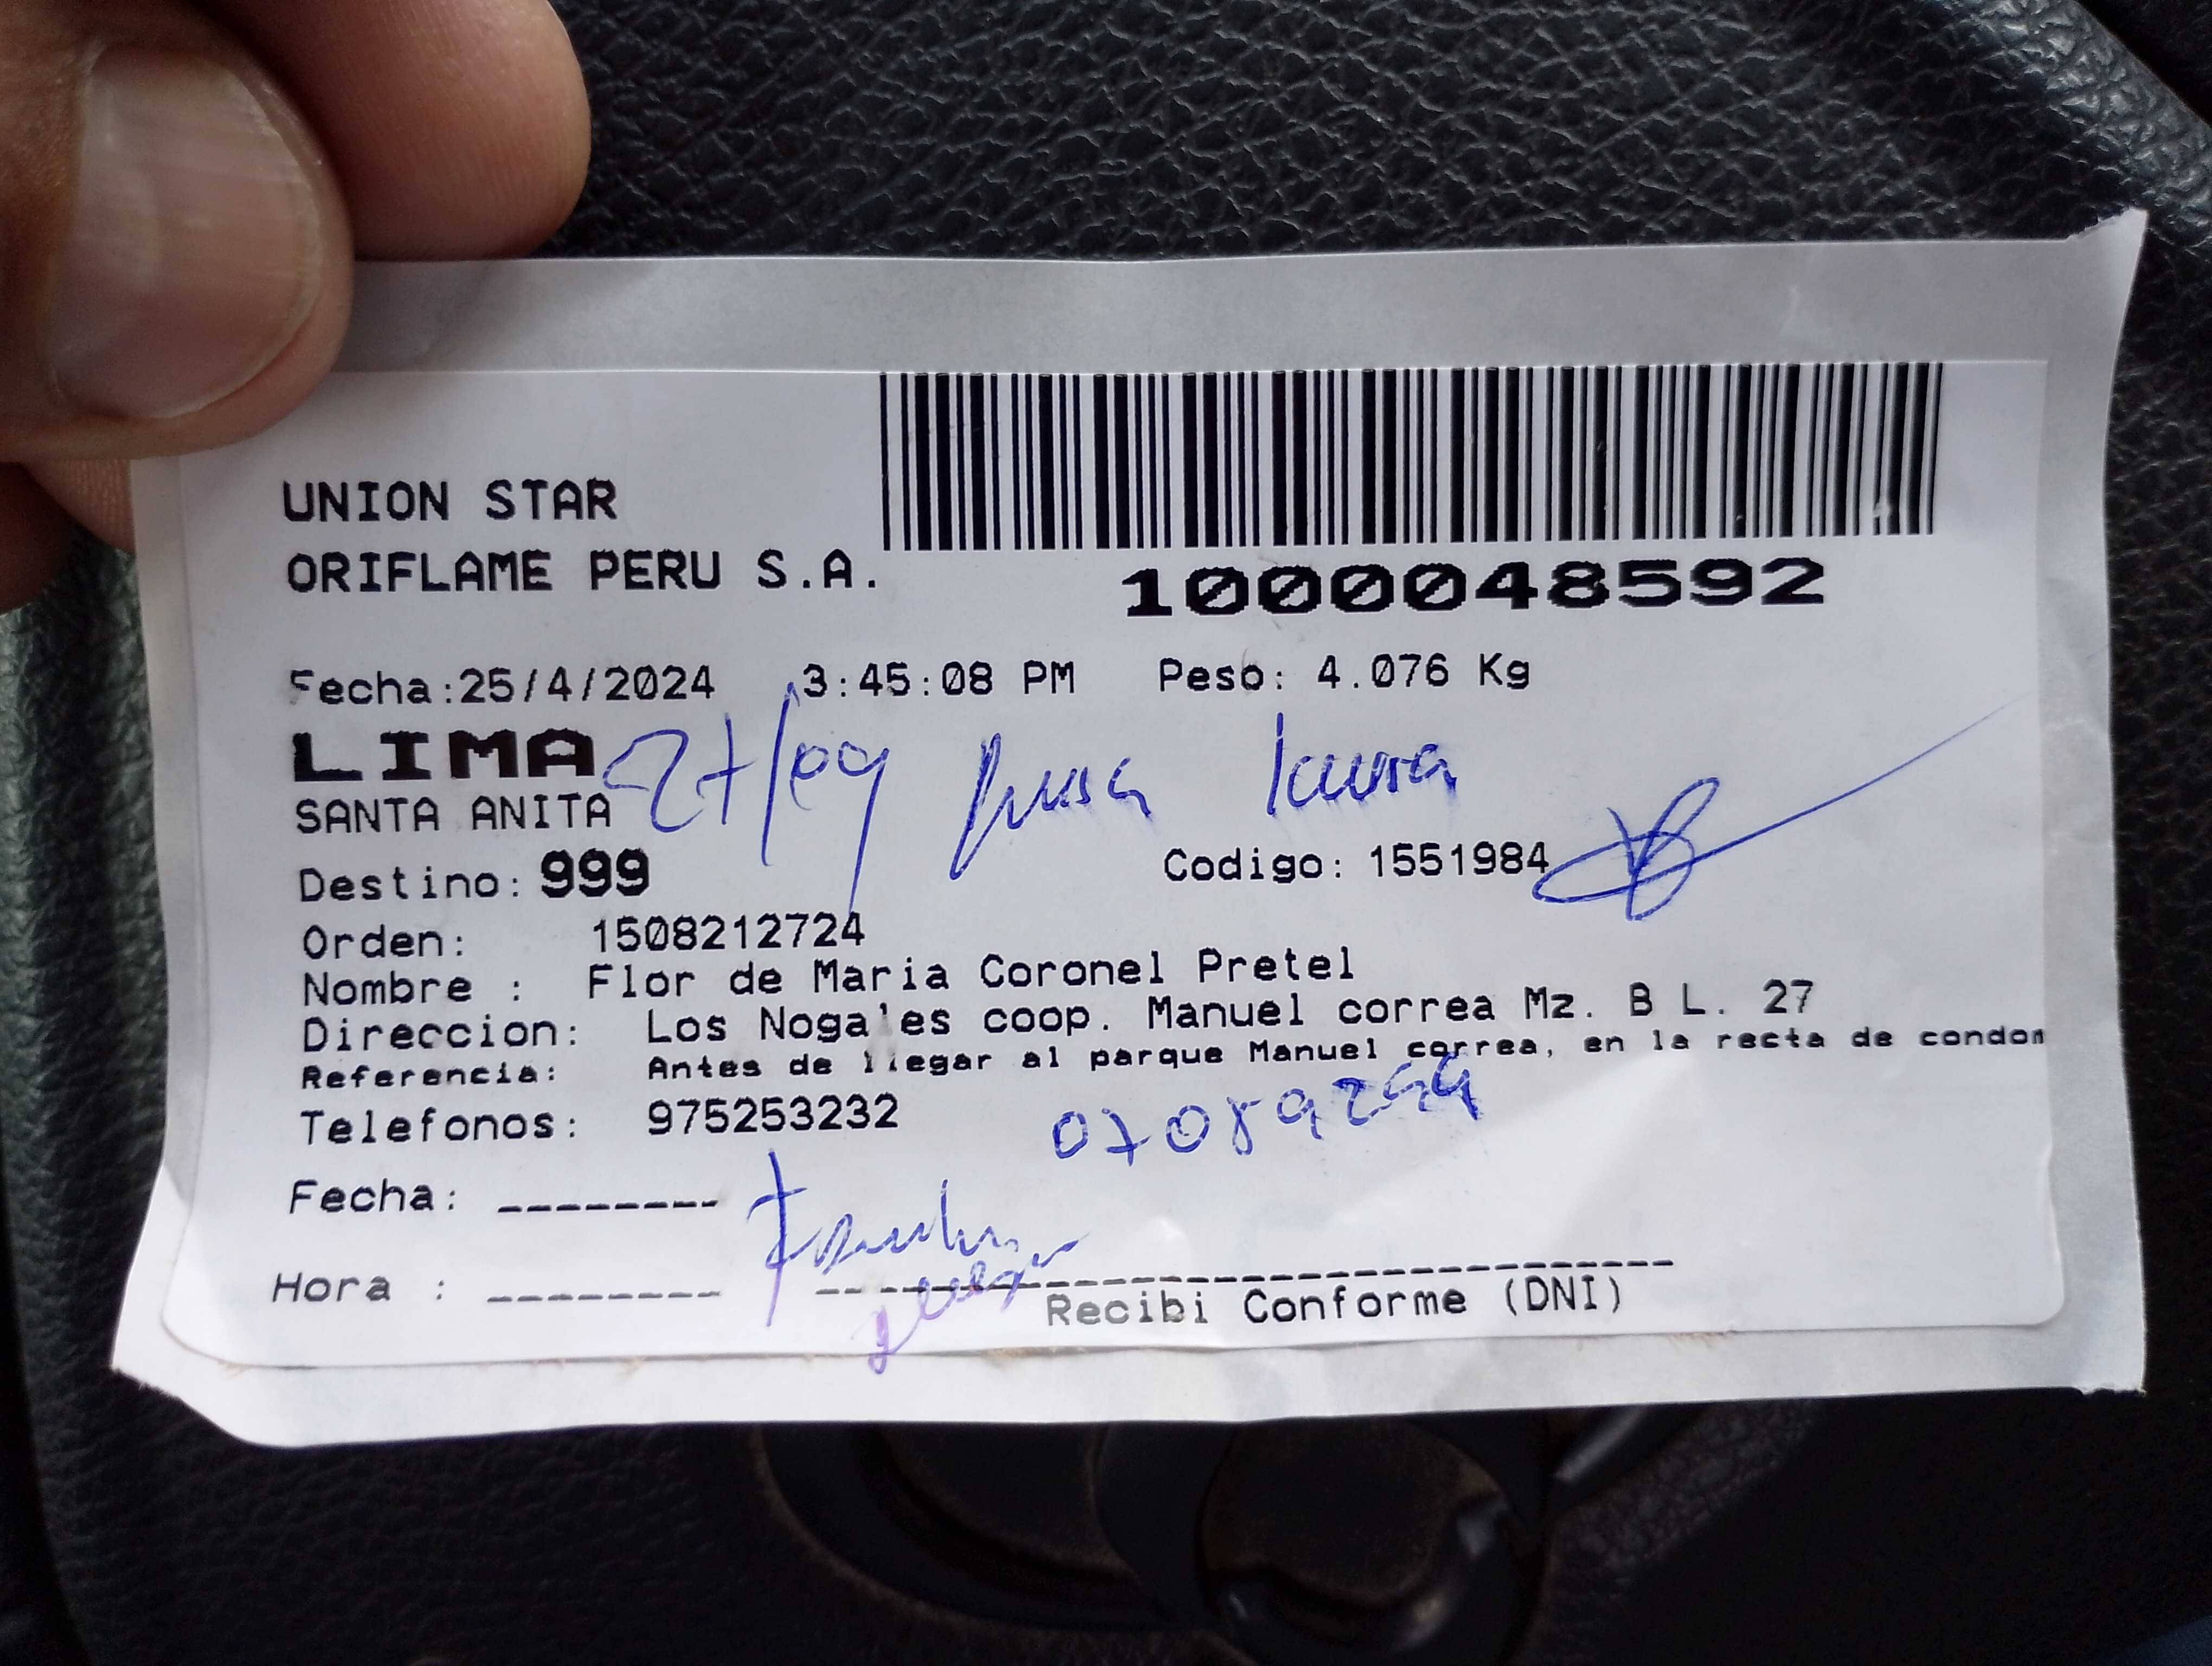 UNION STAR
ORIFLAME PERU S.A.
1000048592
Fecha:25/4/2024 3:45:08 PM Peso: 4.076 Kg
LIMA
SANTA ANITA
27/04
Destino: 999 Codigo: 1551984
Orden: 1508212724
Nombre : Flor de Maria Coronel Pretel
Direccion: Los Nogales coop. Manuel correa Mz. B L. 27
Referencia: Antes de llegar al parque Manuel correa, en la recta de condom
Telefonos: 975253232
Fecha: --------
Hora : --------
Recibi Conforme (DNI)